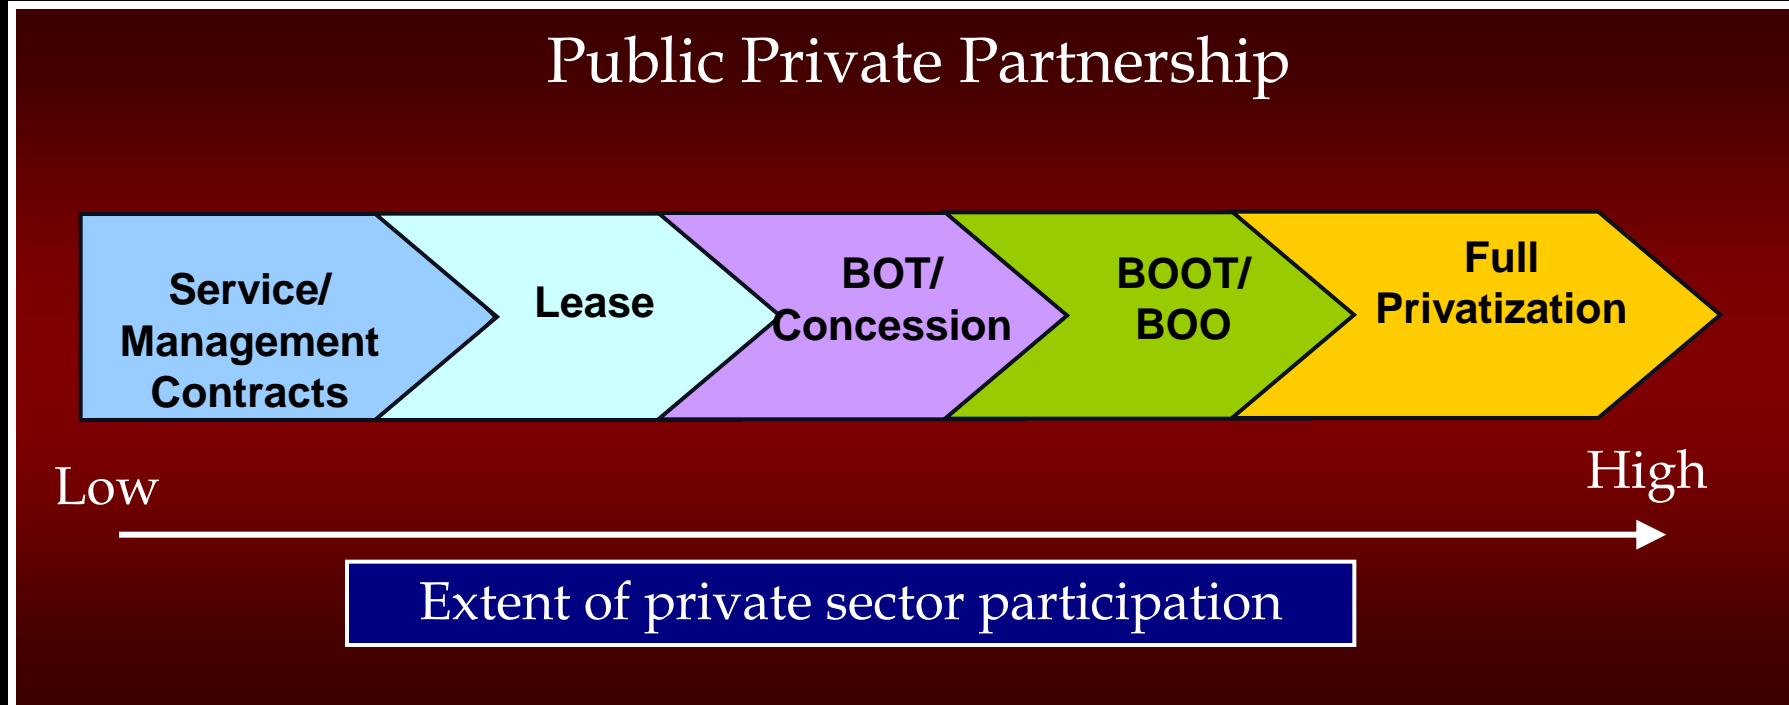 Public Private Partnership
Service/
Management
Contracts
Lease
BOT/
Concession
BOOT/
BOO
Full
Privatization
Low
High
Extent of private sector participation